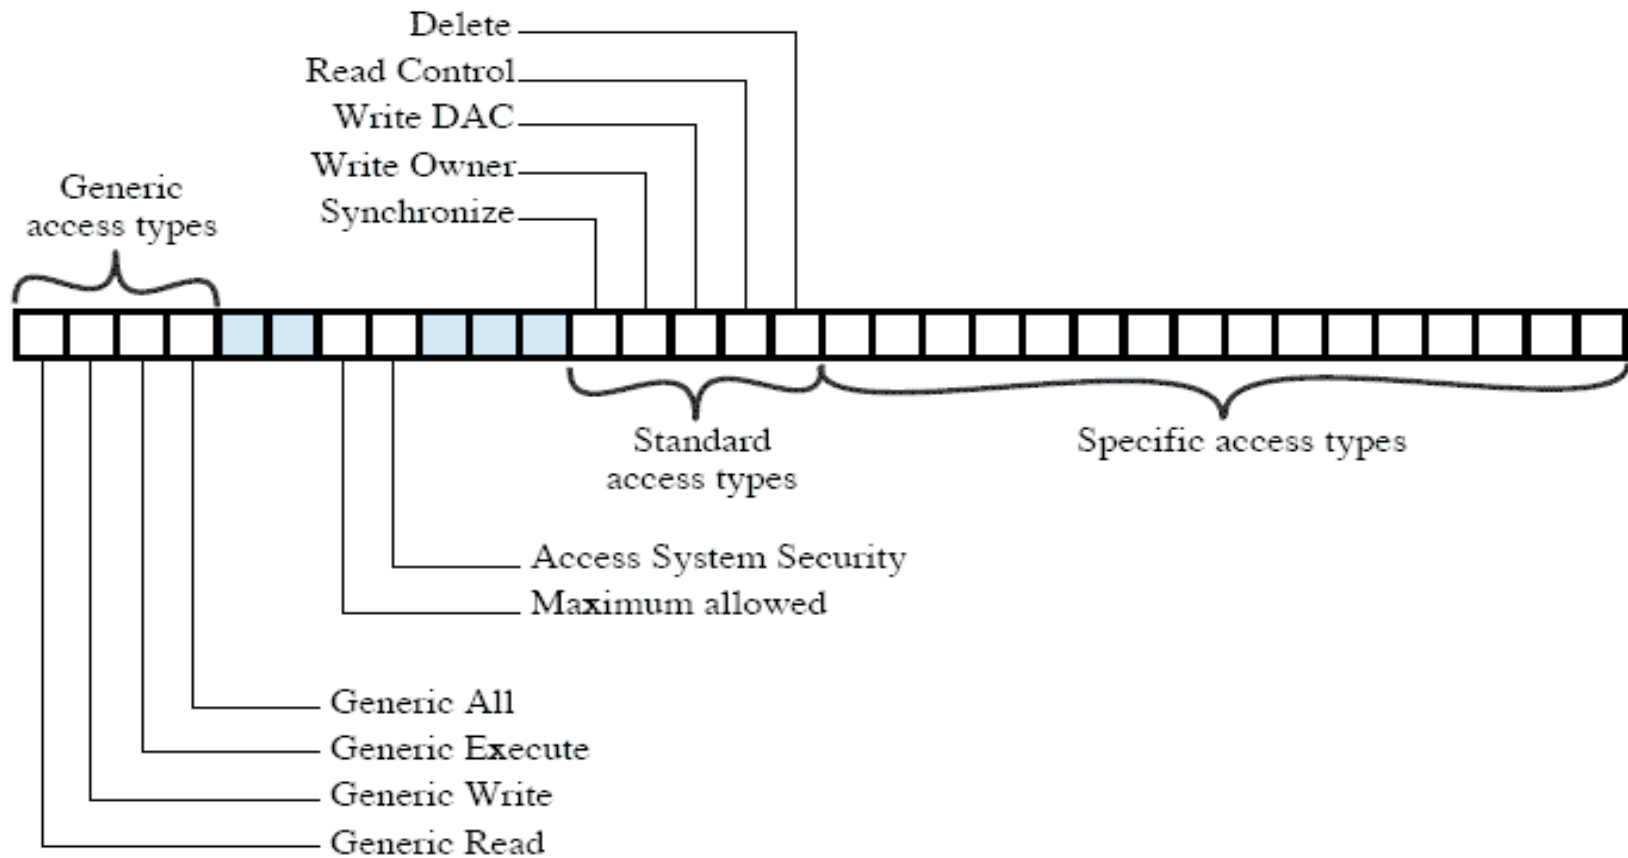 Delete
Read Control
Write DAC
Write Owner
Synchronize
Generic
access types
Standard
access types
Specific access types
Access System Security
Maximum allowed
Generic All
Generic Execute
Generic Write
Generic Read